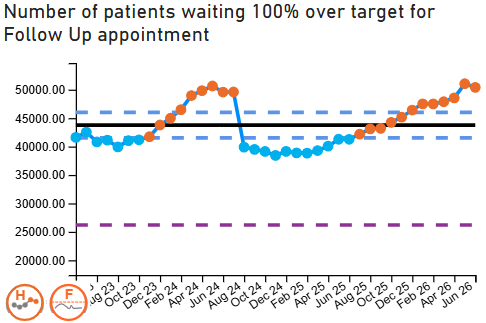 Number of patients waiting 100% over target for
Follow Up appointment
50000.00
45000.00
40000.00
35000.00
30000.00
25000.00
20000.00
Oct 23
Dec 23
Feb 24
Apr 24
Jun 24
Aug 24
Oct 24
Dec 24
Feb 25
Apr 25
Jun 25
Aug 25
Oct 25
Dec 25
Feb 26
Apr 26
Jun 26
H
F